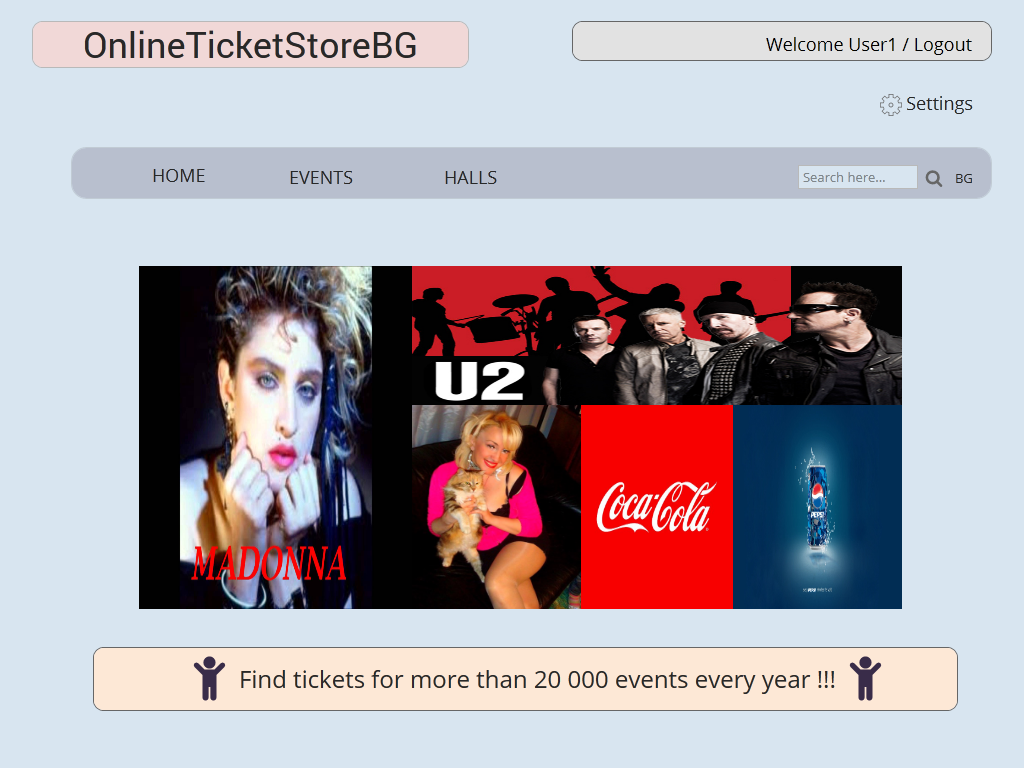 OnlineTicketStoreBG
Welcome User1 / Logout
Settings
HOME
EVENTS
HALLS
Search here...
BG
U2
MADONNA
Coca-Cola
PEPSI
Find tickets for more than 20 000 events every year !!!